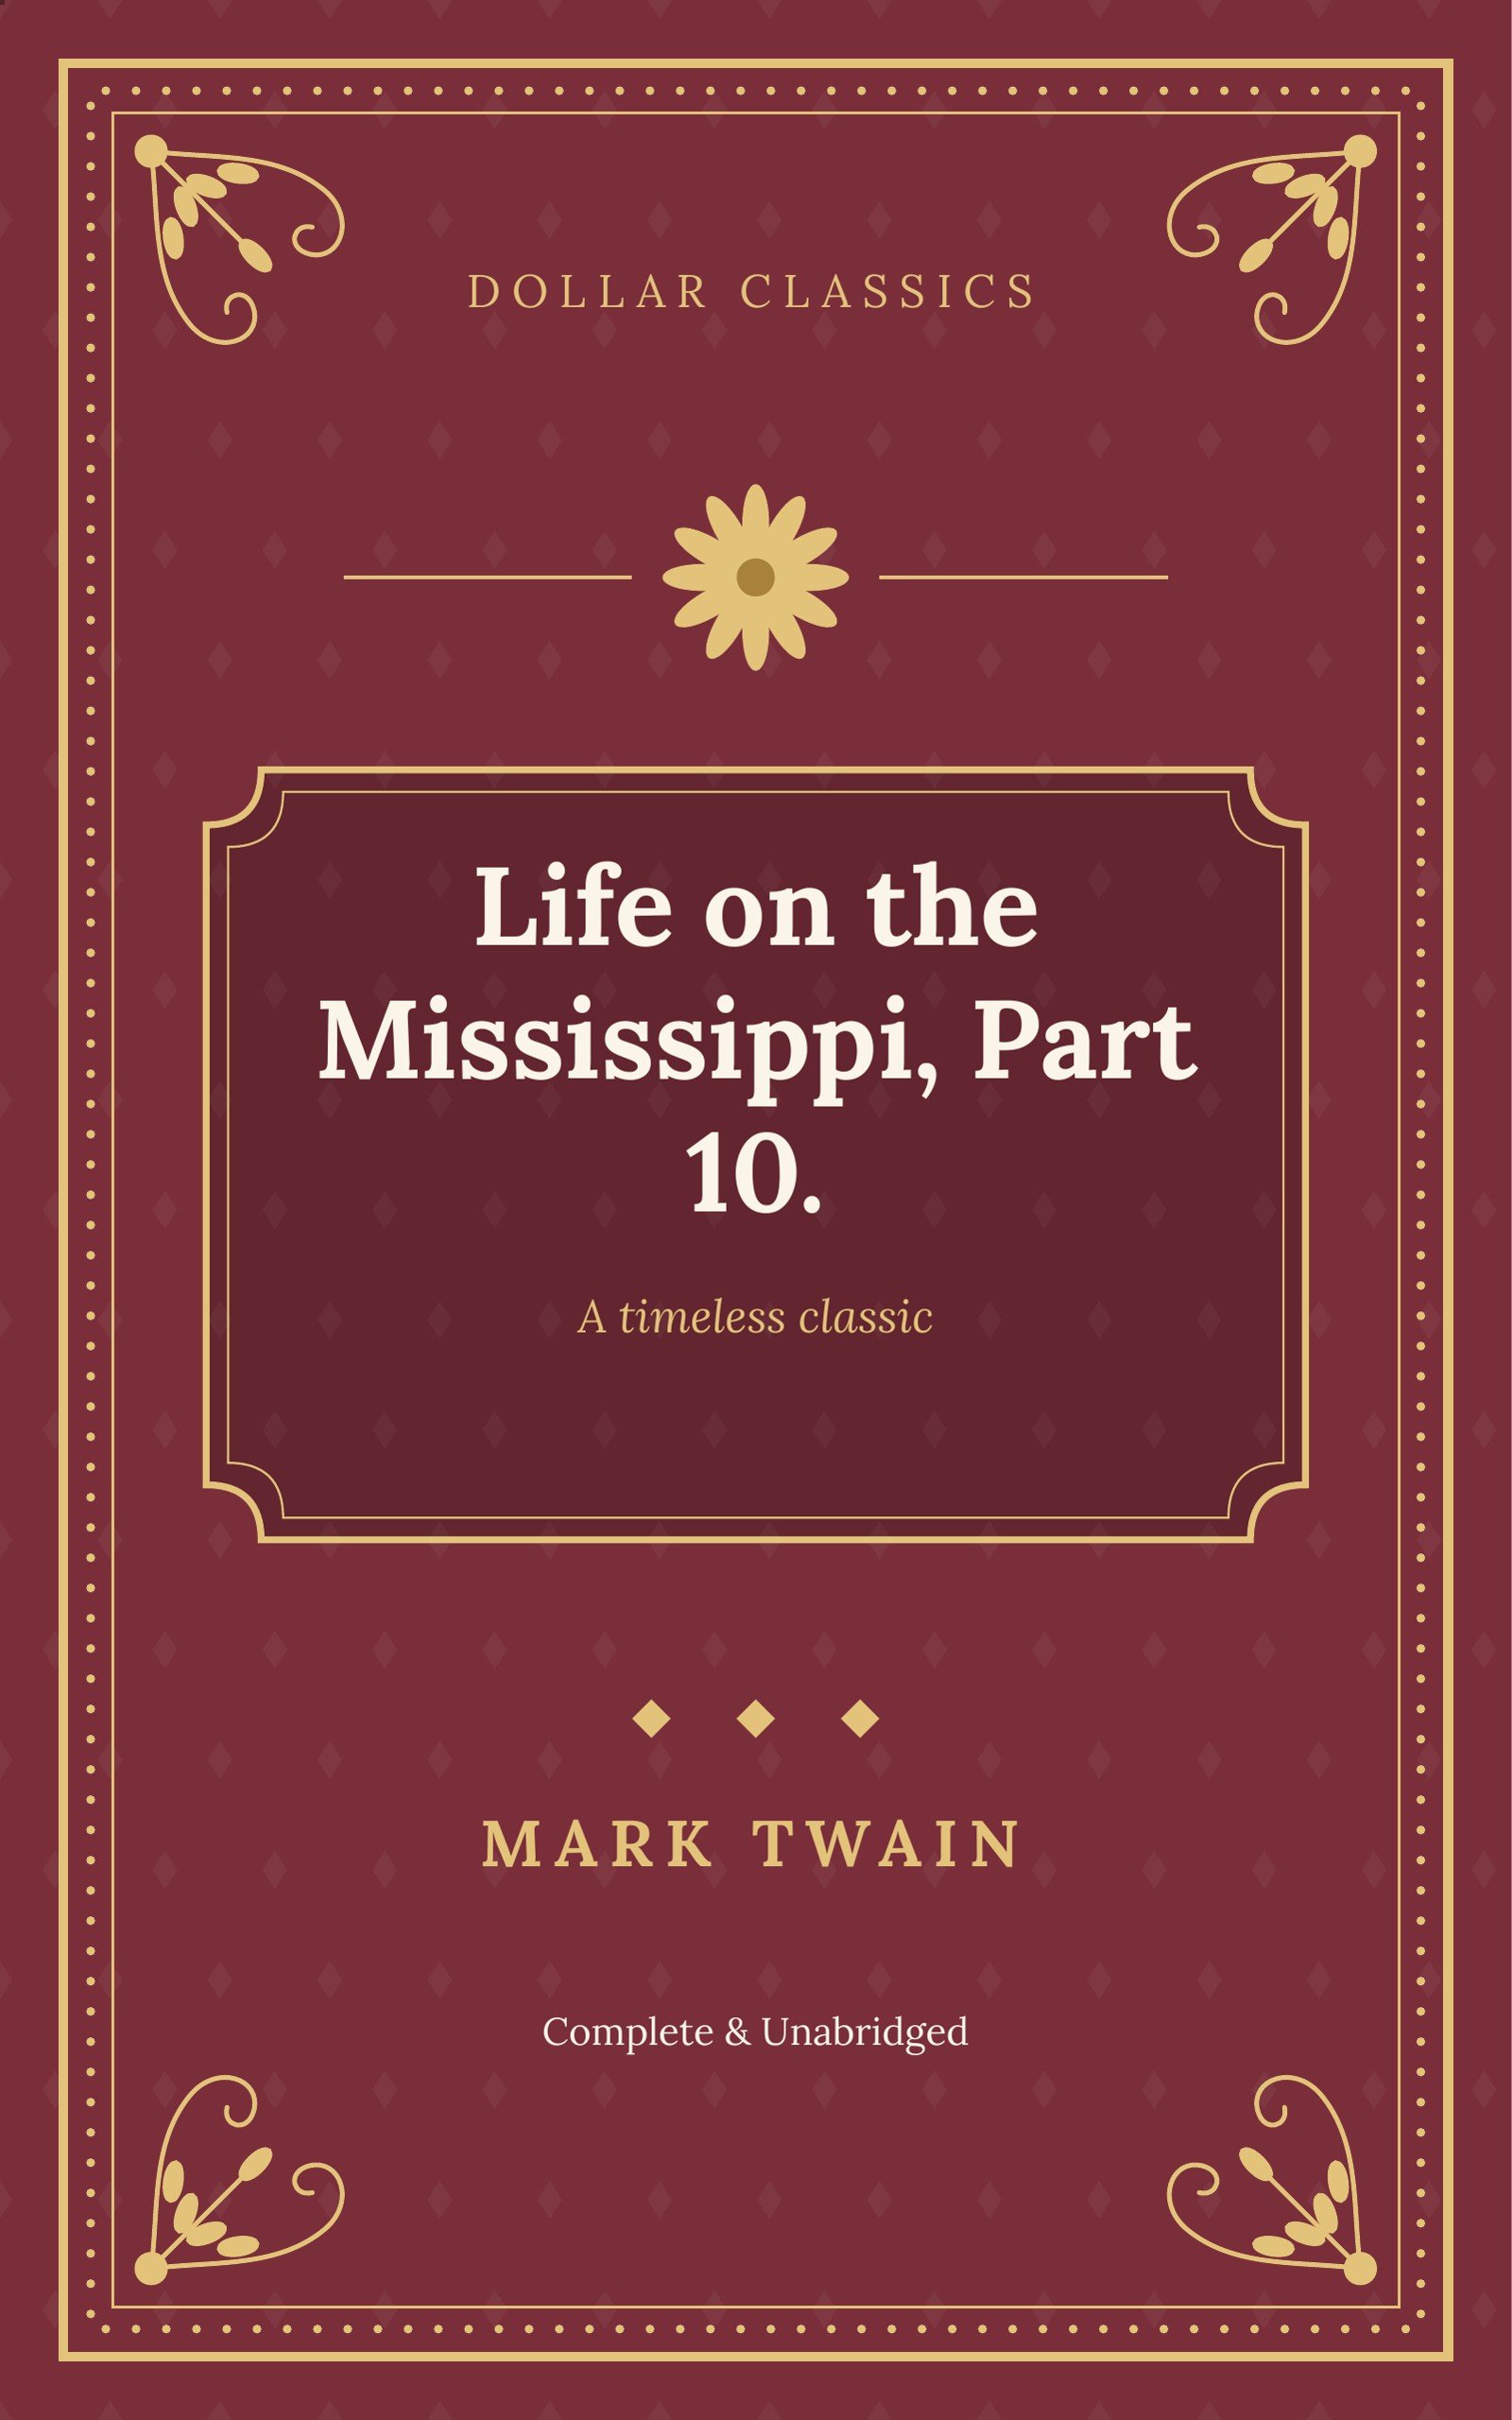 DOLLAR CLASSICS
Life on the
Mississippi, Part
10.
A timeless classic
MARK TWAIN
Complete & Unabridged